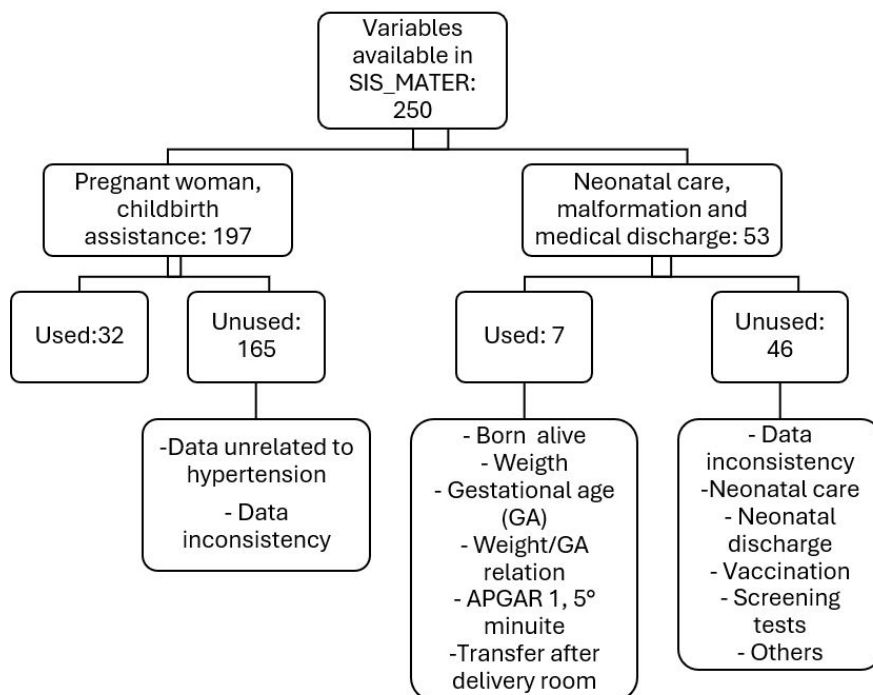 Variables
available in
SIS_MATER:
250
Pregnant woman,
childbirth
assistance: 197
Neonatal care,
malformation and
medical discharge: 53
Used:32
Unused:
165
Used: 7
Unused:
46
-Data unrelated to
hypertension
- Data
inconsistency
- Born alive
- Weigth
- Gestational age
(GA)
- Weight/GA
relation
- APGAR 1, 5° 
minuite
-Transfer after
delivery room
- Data
inconsistency
-Neonatal care
- Neonatal
discharge
- Vaccination
- Screening
tests
- Others